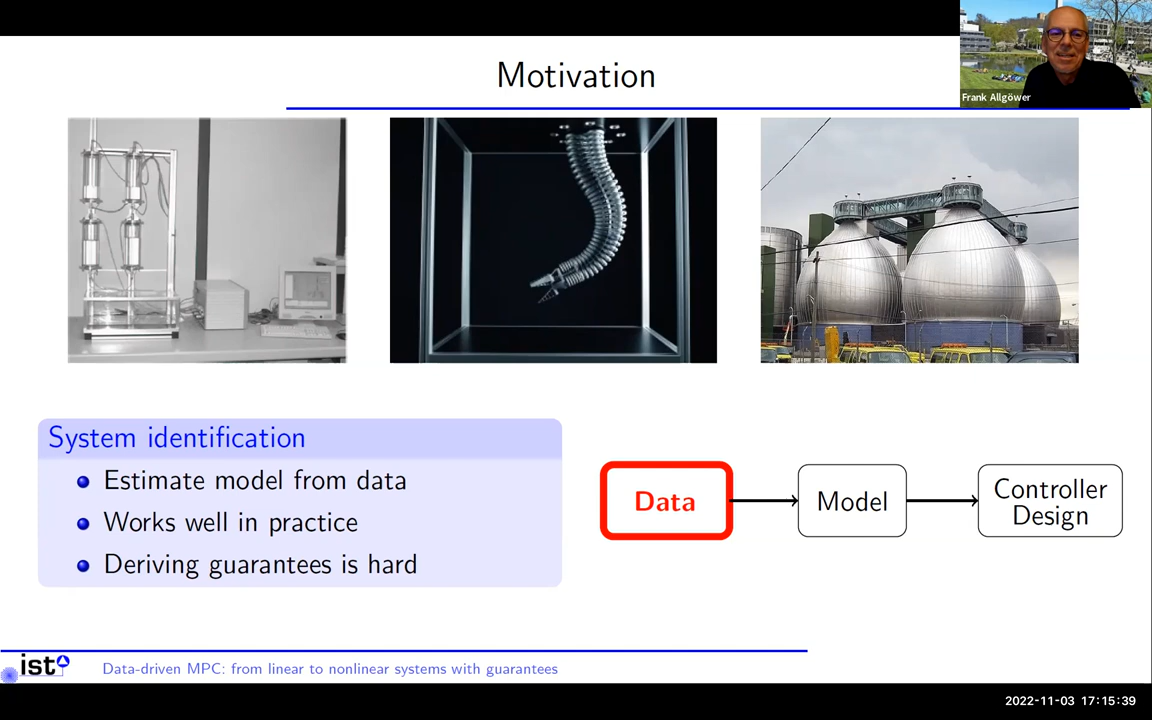 Motivation
Frank Allgöwer
System identification
Estimate model from data
Works well in practice
Deriving guarantees is hard
Data
Model
Controller
Design
ist
Data-driven MPC: from linear to nonlinear systems with guarantees
2022-11-03 17:15:39